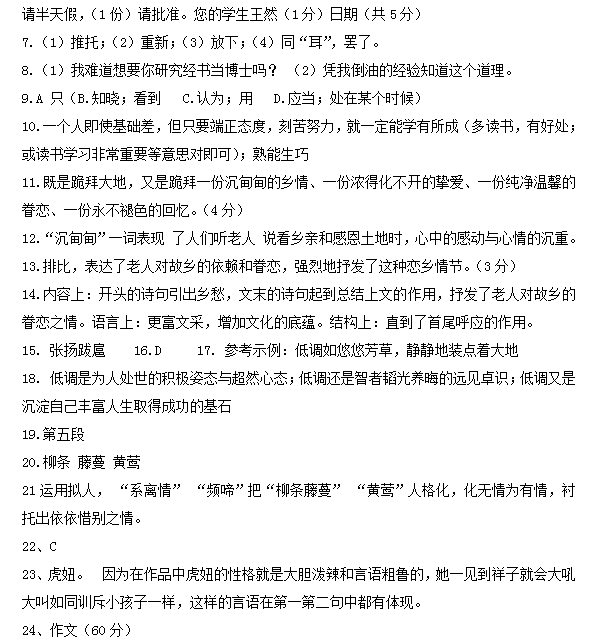 请半天假，（1份）请批准。您的学生王然（1分）日期（共5分）
7.（1）推托；（2）重新；（3）放下；（4）同“耳”，罢了。
8.（1）我难道想要你研究经书当博士吗？ （2）凭我倒油的经验知道这个道理。
9.A 只（B.知晓；看到 C.认为；用 D.应当；处在某个时候）
10.一个人即使基础差，但只要端正态度，刻苦努力，就一定能学有所成（多读书，有好处；
或读书学习非常重要等意思对即可）；熟能生巧
11.既是跪拜大地，又是跪拜一份沉甸甸的乡情、一份浓得化不开的挚爱、一份纯净温馨的
眷恋、一份永不褪色的回忆。（4分）
12.“沉甸甸”一词表现 了人们听老人 说看乡亲和感恩土地时，心中的感动与心情的沉重。
13.排比，表达了老人对故乡的依赖和眷恋，强烈地抒发了这种恋乡情节。（3分）
14.内容上：开头的诗句引出乡愁，文末的诗句起到总结上文的作用，抒发了老人对故乡的
眷恋之情。语言上：更富文采，增加文化的底蕴。结构上：直到了首尾呼应的作用。
15. 张扬跋扈 16.D 17. 参考示例：低调如悠悠芳草，静静地装点着大地
18. 低调是为人处世的积极姿态与超然心态；低调还是智者韬光养晦的远见卓识；低调又是
沉淀自己丰富人生取得成功的基石
19.第五段
20.柳条 藤蔓 黄莺
21运用拟人， “系离情” “频啼”把“柳条藤蔓” “黄莺”人格化，化无情为有情，衬
托出依依惜别之情。
22、C
23、虎妞。 因为在作品中虎妞的性格就是大胆泼辣和言语粗鲁的，她一见到祥子就会大吼
大叫如同训斥小孩子一样，这样的言语在第一第二句中都有体现。
24、作文（60分）